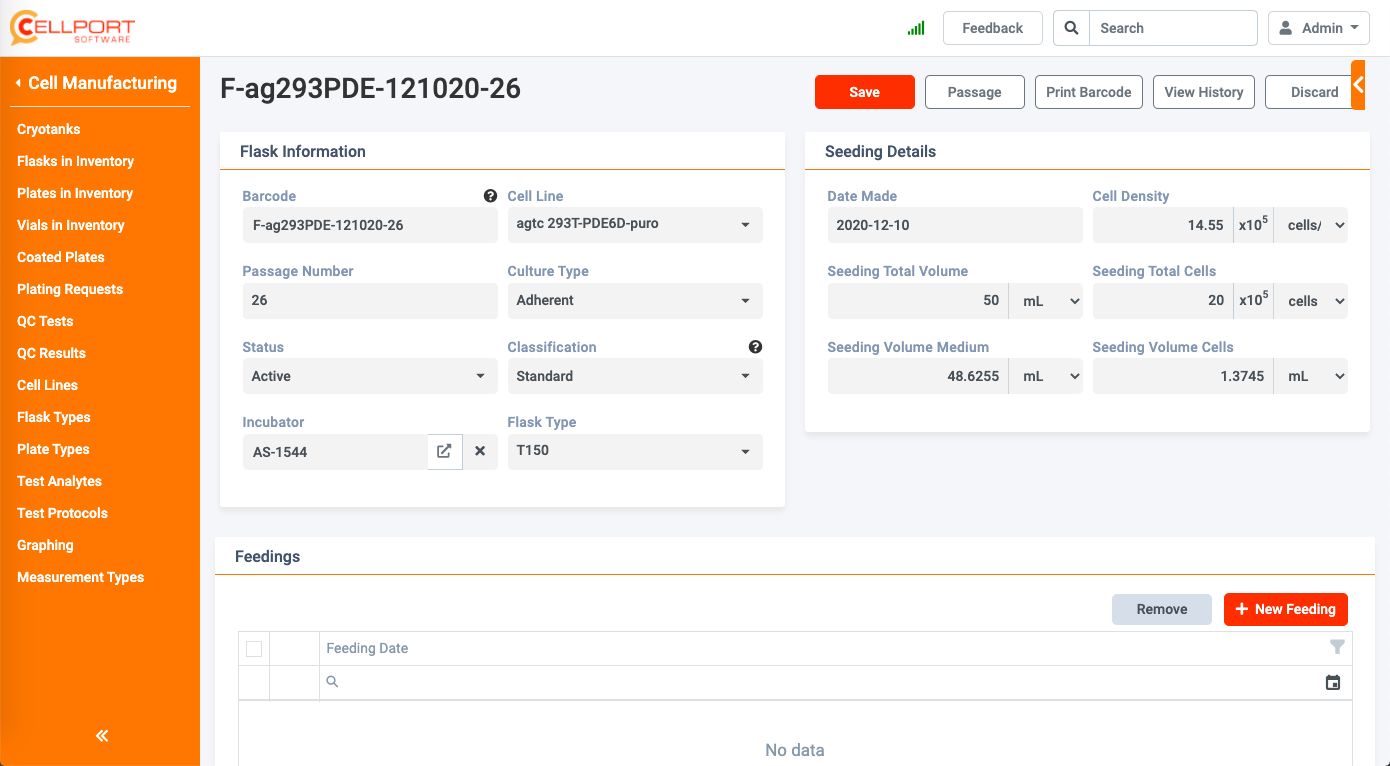 CELLPORT
SOFTWARE
Feedback
Search
Admin
Cell Manufacturing
Cryotanks
Flasks in Inventory
Plates in Inventory
Vials in Inventory
Coated Plates
Plating Requests
QC Tests
QC Results
Cell Lines
Flask Types
Plate Types
Test Analytes
Test Protocols
Graphing
Measurement Types
F-ag293PDE-121020-26
Save
Passage
Print Barcode
View History
Discard
Flask Information
Barcode
F-ag293PDE-121020-26
Cell Line
agtc 293T-PDE6D-puro
Passage Number
26
Culture Type
Adherent
Status
Active
Classification
Standard
Incubator
AS-1544
Flask Type
T150
Seeding Details
Date Made
2020-12-10
Cell Density
14.55 x10⁵ cells/
Seeding Total Volume
50 mL
Seeding Total Cells
20 x10⁵ cells
Seeding Volume Medium
48.6255 mL
Seeding Volume Cells
1.3745 mL
Feedings
Remove
New Feeding
Feeding Date
No data